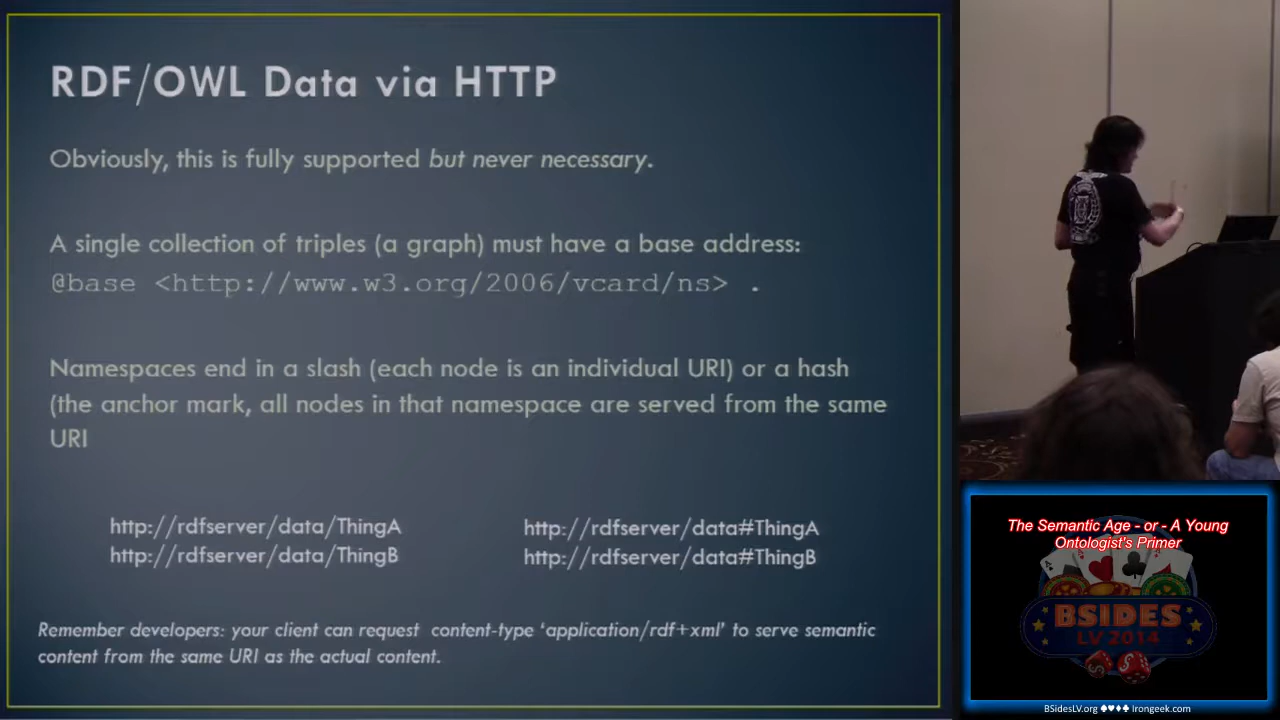 RDF/OWL Data via HTTP
Obviously, this is fully supported but never necessary.
A single collection of triples (a graph) must have a base address:
@base <http://www.w3.org/2006/vcard/ns> .
Namespaces end in a slash (each node is an individual URI) or a hash
(the anchor mark, all nodes in that namespace are served from the same
URI
http://rdfserver/data/ThingA
http://rdfserver/data/ThingB
http://rdfserver/data#ThingA
http://rdfserver/data#ThingB
Remember developers: your client can request content-type ‘application/rdf+xml’ to serve semantic
content from the same URI as the actual content.
The Semantic Age - or - A Young
Ontologist's Primer
BSIDES
LV 2014
BSidesLV.org ♠♥♦♣ Irongeek.com